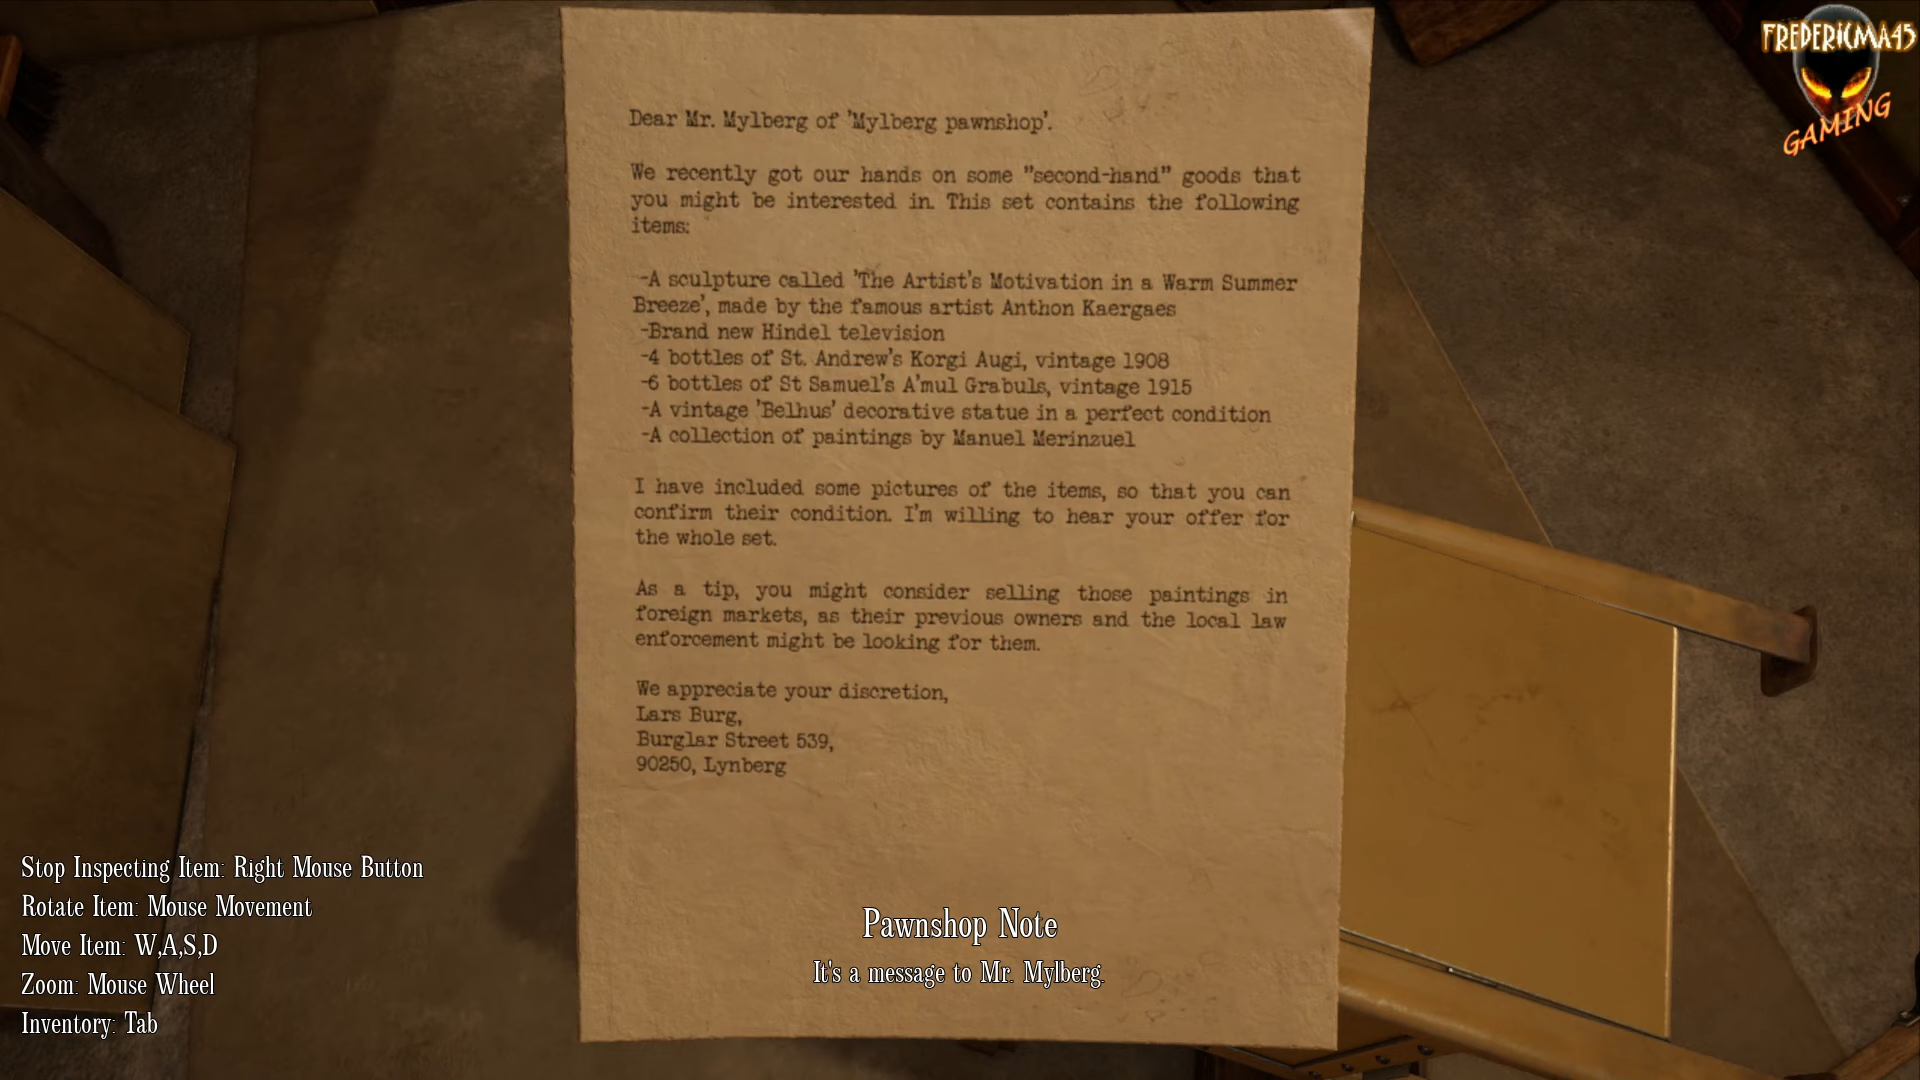 FREDERICMA45
GAMING
Dear Mr. Mylberg of 'Mylberg pawnshop'.
We recently got our hands on some "second-hand" goods that
you might be interested in. This set contains the following
items:
-A sculpture called 'The Artist's Motivation in a Warm Summer
Breeze', made by the famous artist Anthon Kaergaes
-Brand new Hindel television
-4 bottles of St. Andrew's Korgi Augi, vintage 1908
-6 bottles of St Samuel's A'mul Grabuls, vintage 1915
-A vintage 'Belhus' decorative statue in a perfect condition
-A collection of paintings by Manuel Merinzuel
I have included some pictures of the items, so that you can
confirm their condition. I'm willing to hear your offer for
the whole set.
As a tip, you might consider selling those paintings in
foreign markets, as their previous owners and the local law
enforcement might be looking for them.
We appreciate your discretion,
Lars Burg,
Burglar Street 539,
90250, Lynberg
Pawnshop Note
It's a message to Mr. Mylberg.
Stop Inspecting Item: Right Mouse Button
Rotate Item: Mouse Movement
Move Item: W,A,S,D
Zoom: Mouse Wheel
Inventory: Tab